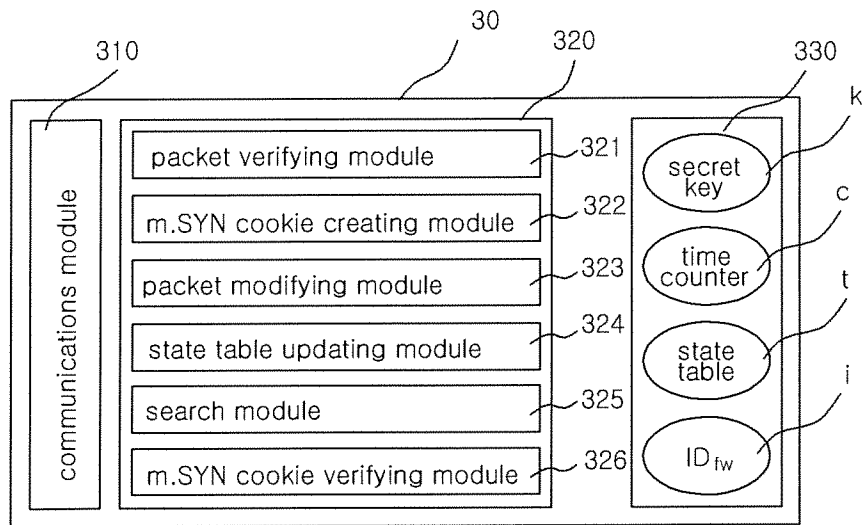 30
310
320
330
k
communications module
packet verifying module
321
m.SYN cookie creating module
322
packet modifying module
323
state table updating module
324
search module
325
m.SYN cookie verifying module
326
secret
key
time
counter
c
state
table
t
IDfw
i